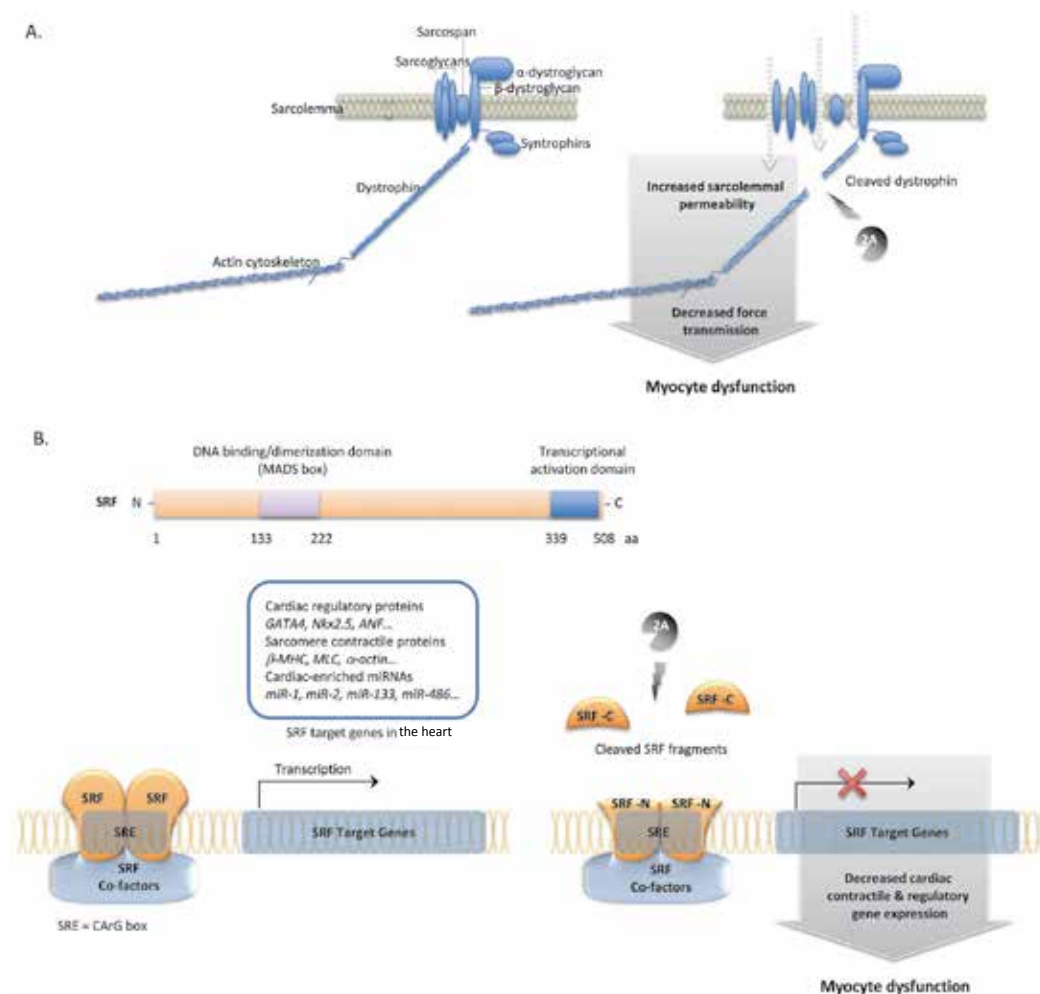 A.
Sarcospan
Sarcoglycans
α-dystroglycan
β-dystroglycan
Sarcolemma
Syntrophins
Dystrophin
Actin cytoskeleton
Increased sarcolemmal
permeability
Cleaved dystrophin
2A
Decreased force
transmission
Myocyte dysfunction
B.
DNA binding/dimerization domain
(MADS box)
Transcriptional
activation domain
SRF N - - C
1 133 222 339 508 aa
Cardiac regulatory proteins
GATA4, Nkx2.5, ANF...
Sarcomere contractile proteins
β-MHC, MLC, α-actin...
Cardiac-enriched miRNAs
miR-1, miR-2, miR-133, miR-486...
SRF target genes in the heart
2A
SRF -C SRF -C
Cleaved SRF fragments
Transcription
SRF SRF
SRE
SRF Target Genes
SRF
Co-factors
SRE = CArG box
SRF -N SRF -N
SRE
SRF Target Genes
SRF
Co-factors
Decreased cardiac
contractile & regulatory
gene expression
Myocyte dysfunction